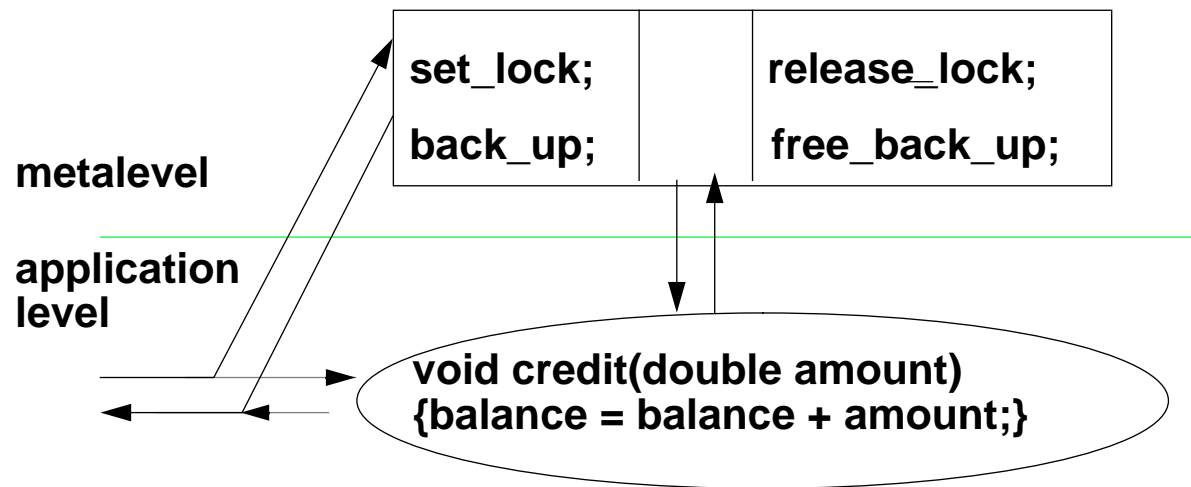 set_lock;
release_lock;
back_up;
free_back_up;
metalevel
application
level
void credit(double amount)
{balance = balance + amount;}